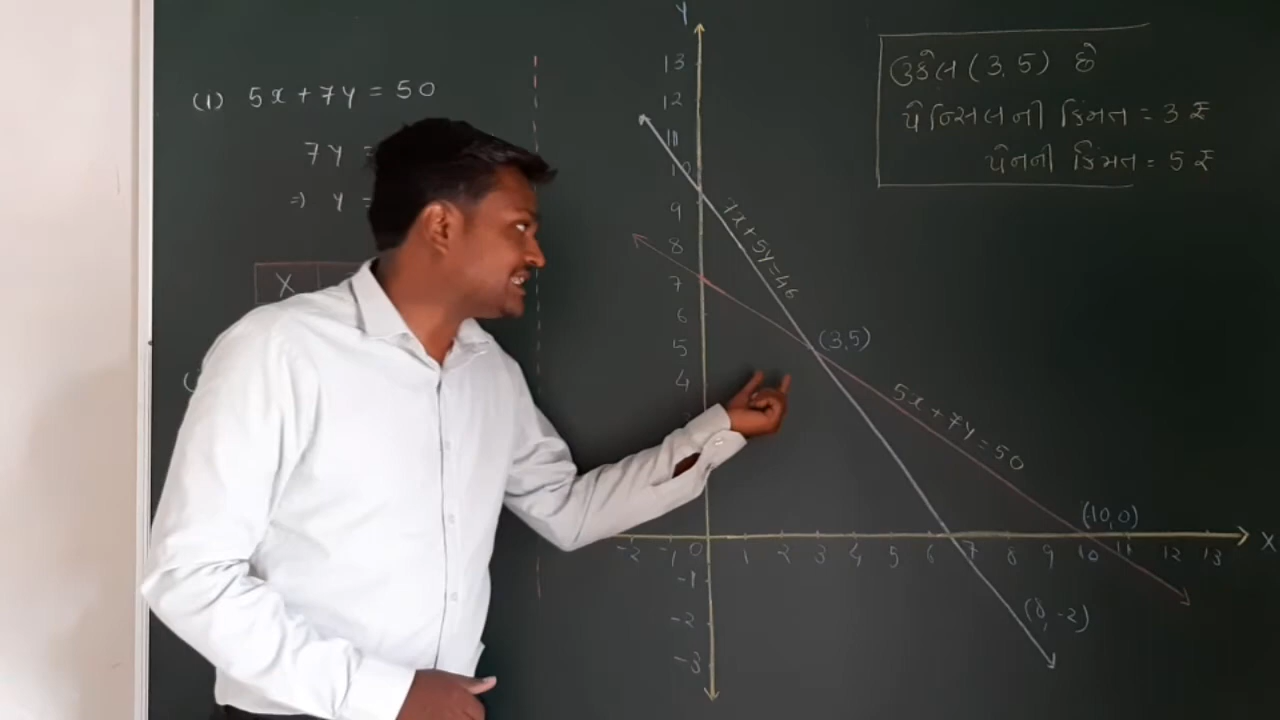 (i) 5x + 7y = 50
7y =
⇒ y =
X
ઉકેલ (3,5) છે
પેન્સિલની કિંમત = 3 ₹
પેનની કિંમત = 5 ₹
Y
13
12
11
10
9
8
7
6
5
4
7x+5y=46
(3,5)
5x + 7y = 50
(10,0)
-2 -1 0 1 2 3 4 5 6 7 8 9 10 11 12 13 X
-1
-2
-3
(8, -2)